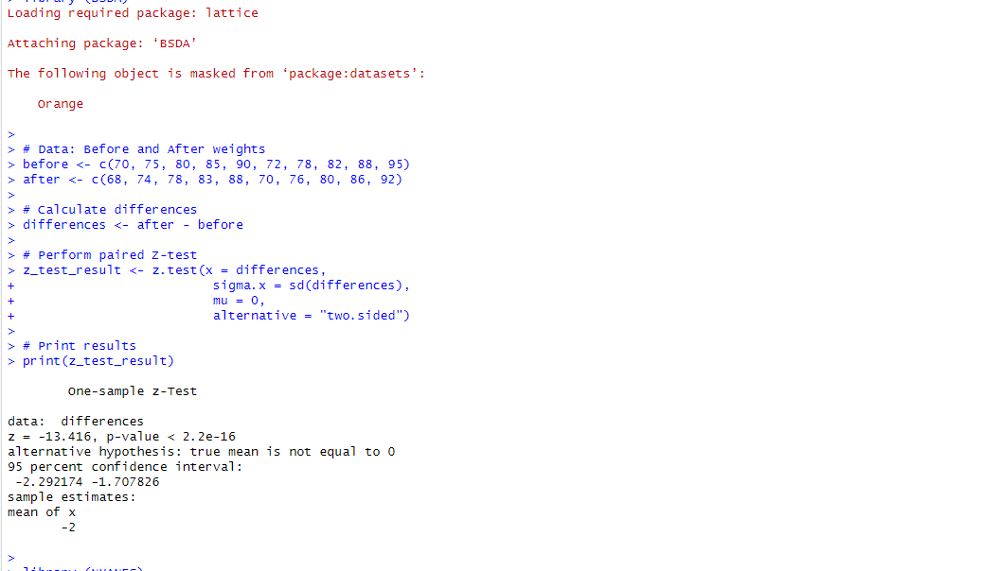 Loading required package: lattice
Attaching package: ‘BSDA’
The following object is masked from ‘package:datasets’:
Orange
>
> # Data: Before and After weights
> before <- c(70, 75, 80, 85, 90, 72, 78, 82, 88, 95)
> after <- c(68, 74, 78, 83, 88, 70, 76, 80, 86, 92)
>
> # Calculate differences
> differences <- after - before
>
> # Perform paired Z-test
> z_test_result <- z.test(x = differences,
+                         sigma.x = sd(differences),
+                         mu = 0,
+                         alternative = "two.sided")
>
> # Print results
> print(z_test_result)
One-sample z-Test
data:  differences
z = -13.416, p-value < 2.2e-16
alternative hypothesis: true mean is not equal to 0
95 percent confidence interval:
-2.292174 -1.707826
sample estimates:
mean of x
-2
>